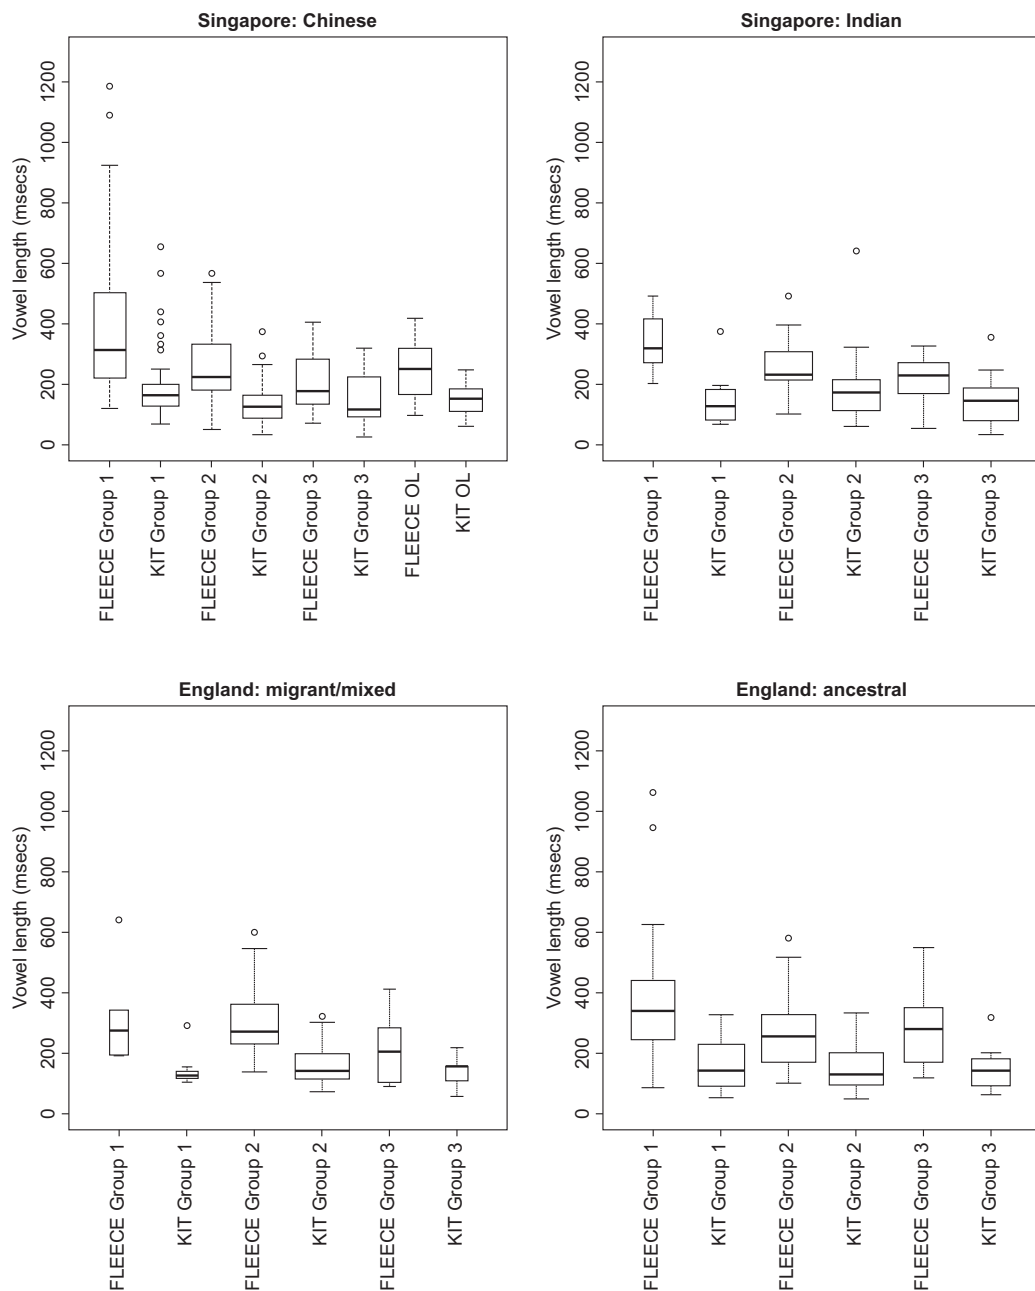 Singapore: Chinese
Vowel length (msecs)
1200
1000
800
600
400
200
0
FLEECE Group 1
KIT Group 1
FLEECE Group 2
KIT Group 2
FLEECE Group 3
KIT Group 3
FLEECE OL
KIT OL
Singapore: Indian
Vowel length (msecs)
1200
1000
800
600
400
200
0
FLEECE Group 1
KIT Group 1
FLEECE Group 2
KIT Group 2
FLEECE Group 3
KIT Group 3
England: migrant/mixed
Vowel length (msecs)
1200
1000
800
600
400
200
0
FLEECE Group 1
KIT Group 1
FLEECE Group 2
KIT Group 2
FLEECE Group 3
KIT Group 3
England: ancestral
Vowel length (msecs)
1200
1000
800
600
400
200
0
FLEECE Group 1
KIT Group 1
FLEECE Group 2
KIT Group 2
FLEECE Group 3
KIT Group 3